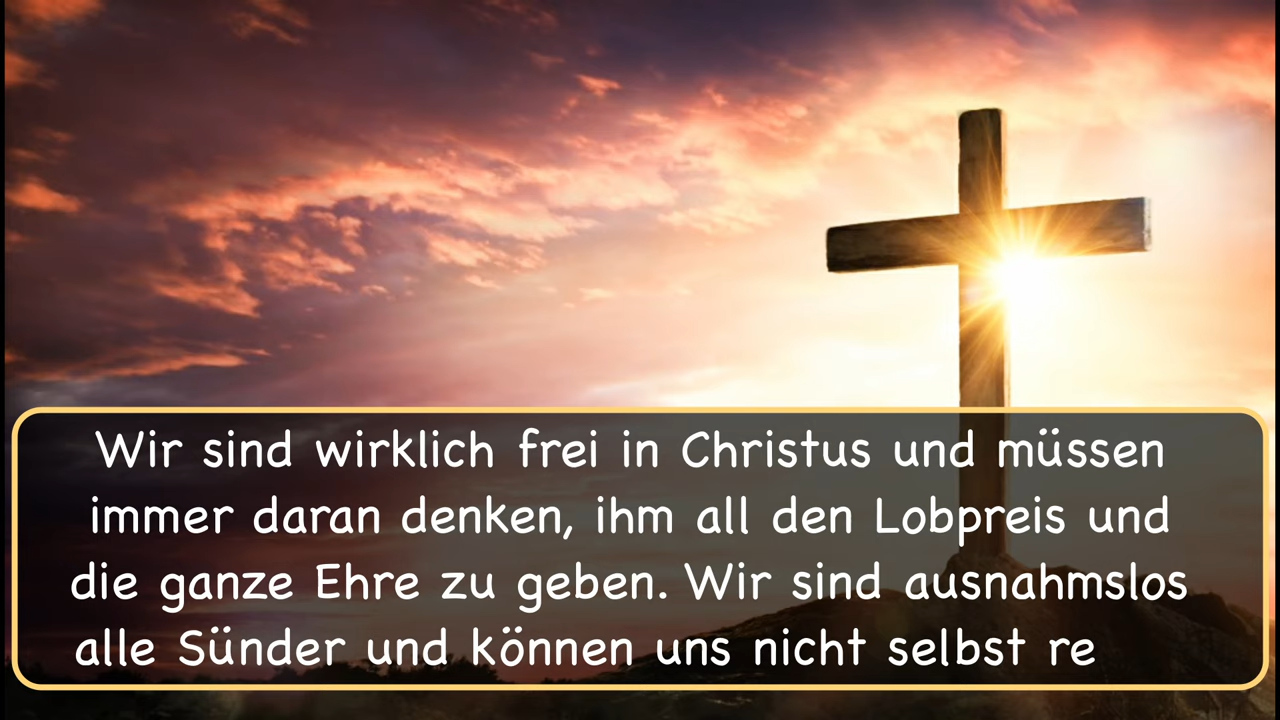 Wir sind wirklich frei in Christus und müssen
immer daran denken, ihm all den Lobpreis und
die ganze Ehre zu geben. Wir sind ausnahmslos
alle Sünder und können uns nicht selbst re